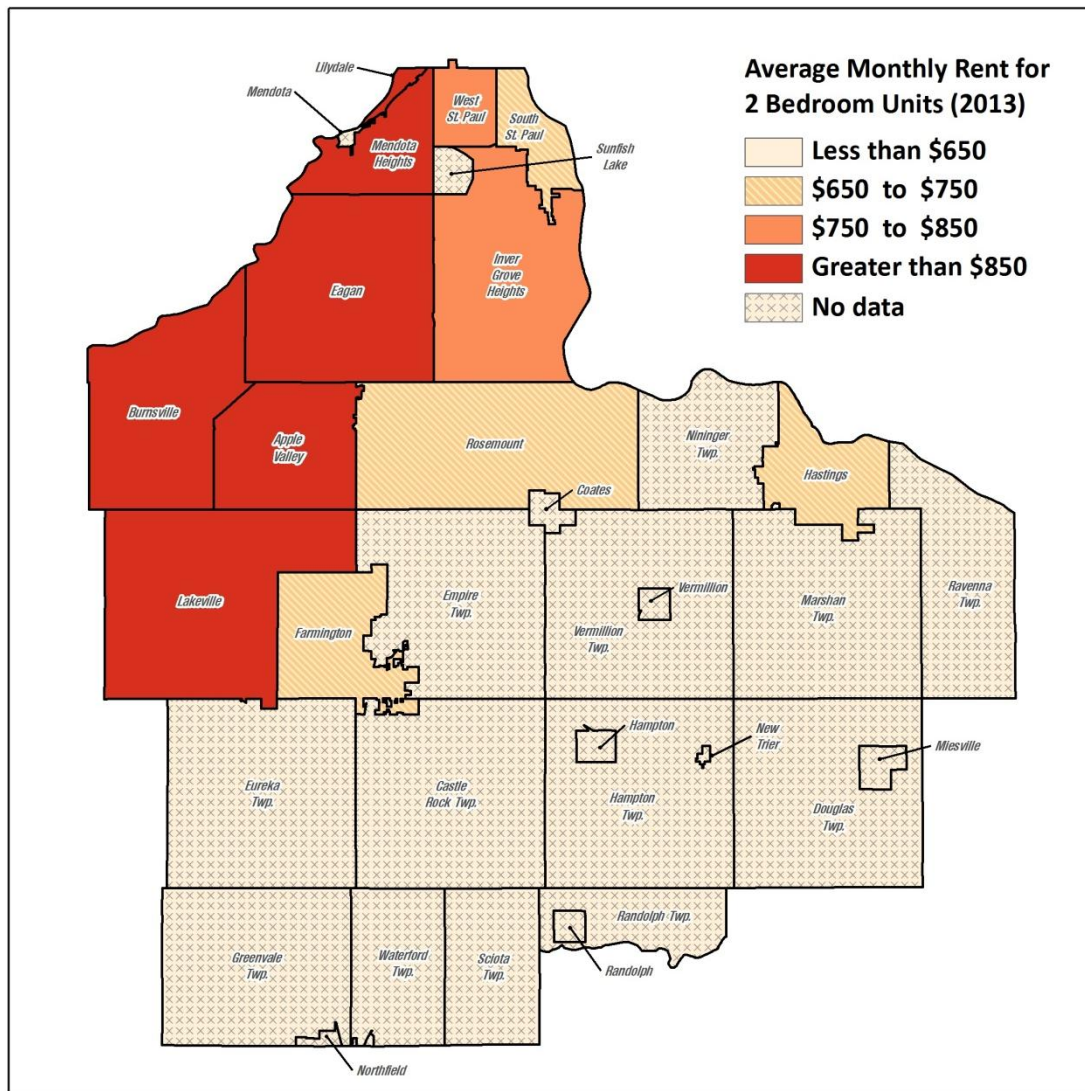 Average Monthly Rent for
2 Bedroom Units (2013)
Less than $650
$650 to $750
$750 to $850
Greater than $850
No data
Lilydale
Mendota
West
St. Paul
South
St. Paul
Mendota
Heights
Sunfish
Lake
Eagan
Inver
Grove
Heights
Burnsville
Apple
Valley
Rosemount
Nininger
Twp.
Hastings
Coates
Lakeville
Farmington
Empire
Twp.
Vermillion
Vermillion
Twp.
Marshan
Twp.
Ravenna
Twp.
Eureka
Twp.
Castle
Rock Twp.
Hampton
Hampton
Twp.
New
Trier
Miesville
Douglas
Twp.
Greenvale
Twp.
Waterford
Twp.
Sciota
Twp.
Randolph Twp.
Randolph
Northfield